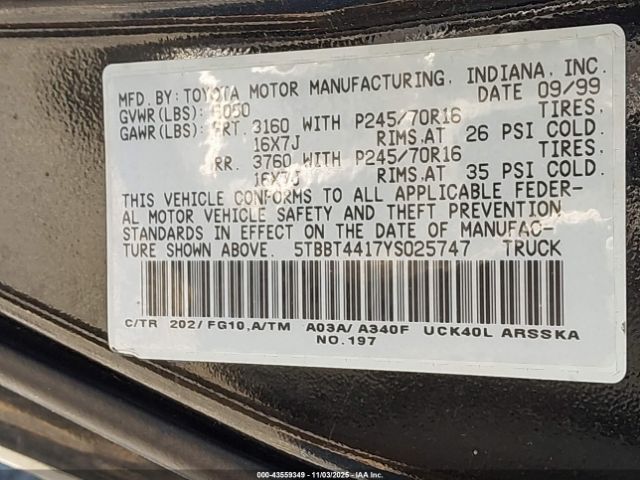 MFD. BY: TOYOTA MOTOR MANUFACTURING, INDIANA, INC.
GVWR(LBS): 6050 DATE 09/99
GAWR(LBS): FRT. 3160 WITH P245/70R16 TIRES.
16X7J RIMS.AT 26 PSI COLD.
RR. 3760 WITH P245/70R16 TIRES.
16X7J RIMS.AT 35 PSI COLD.
THIS VEHICLE CONFORMS TO ALL APPLICABLE FEDER-
AL MOTOR VEHICLE SAFETY AND THEFT PREVENTION
STANDARDS IN EFFECT ON THE DATE OF MANUFAC-
TURE SHOWN ABOVE. 5TBBT4417YS025747 TRUCK
C/TR 202/ FG10,A/TM A03A/ A340F UCK40L ARSSKA
NO.197
000-43559349 - 11/03/2025 - IAAI.COM